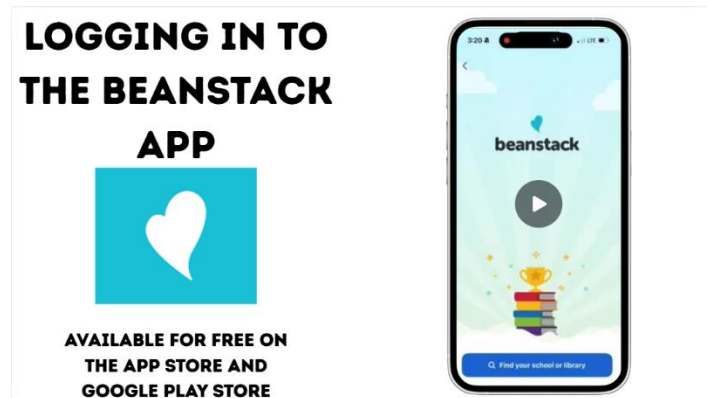 LOGGING IN TO
THE BEANSTACK
APP
AVAILABLE FOR FREE ON
THE APP STORE AND
GOOGLE PLAY STORE
3:20
LTE
beanstack
Find your school or library